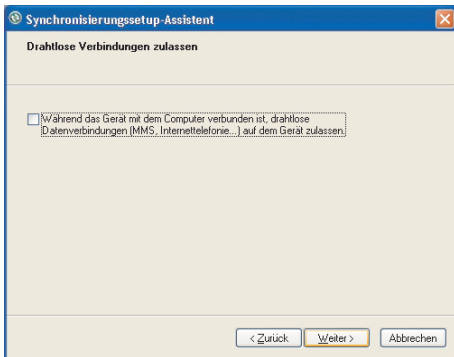 Synchronisierungssetup-Assistent
Drahtlose Verbindungen zulassen
Während das Gerät mit dem Computer verbunden ist, drahtlose
Datenverbindungen (MMS, Internettelefonie...) auf dem Gerät zulassen.
< Zurück
Weiter >
Abbrechen